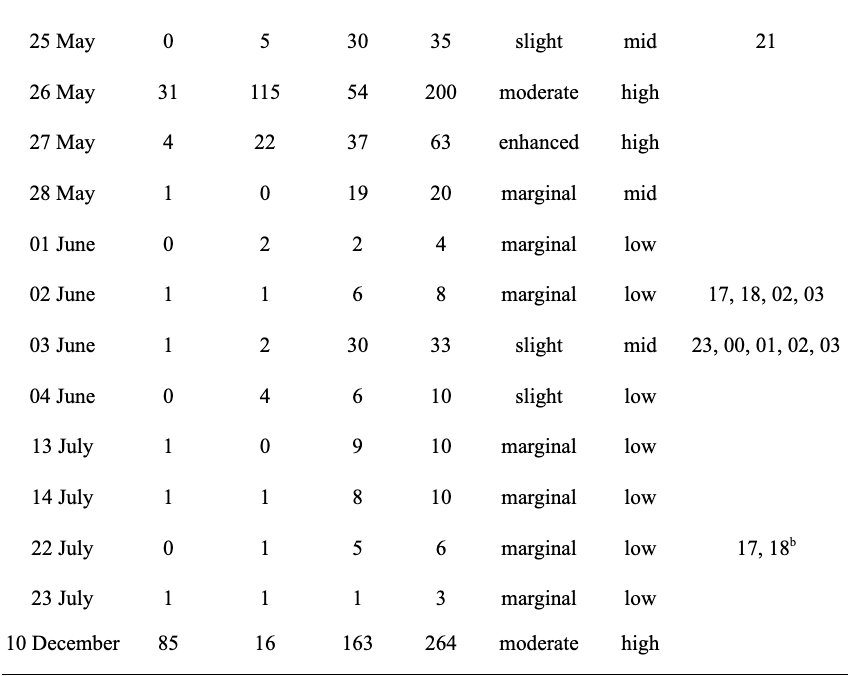 25 May 0 5 30 35 slight mid 21
26 May 31 115 54 200 moderate high
27 May 4 22 37 63 enhanced high
28 May 1 0 19 20 marginal mid
01 June 0 2 2 4 marginal low
02 June 1 1 6 8 marginal low 17, 18, 02, 03
03 June 1 2 30 33 slight mid 23, 00, 01, 02, 03
04 June 0 4 6 10 slight low
13 July 1 0 9 10 marginal low
14 July 1 1 8 10 marginal low
22 July 0 1 5 6 marginal low 17, 18ᵇ
23 July 1 1 1 3 marginal low
10 December 85 16 163 264 moderate high